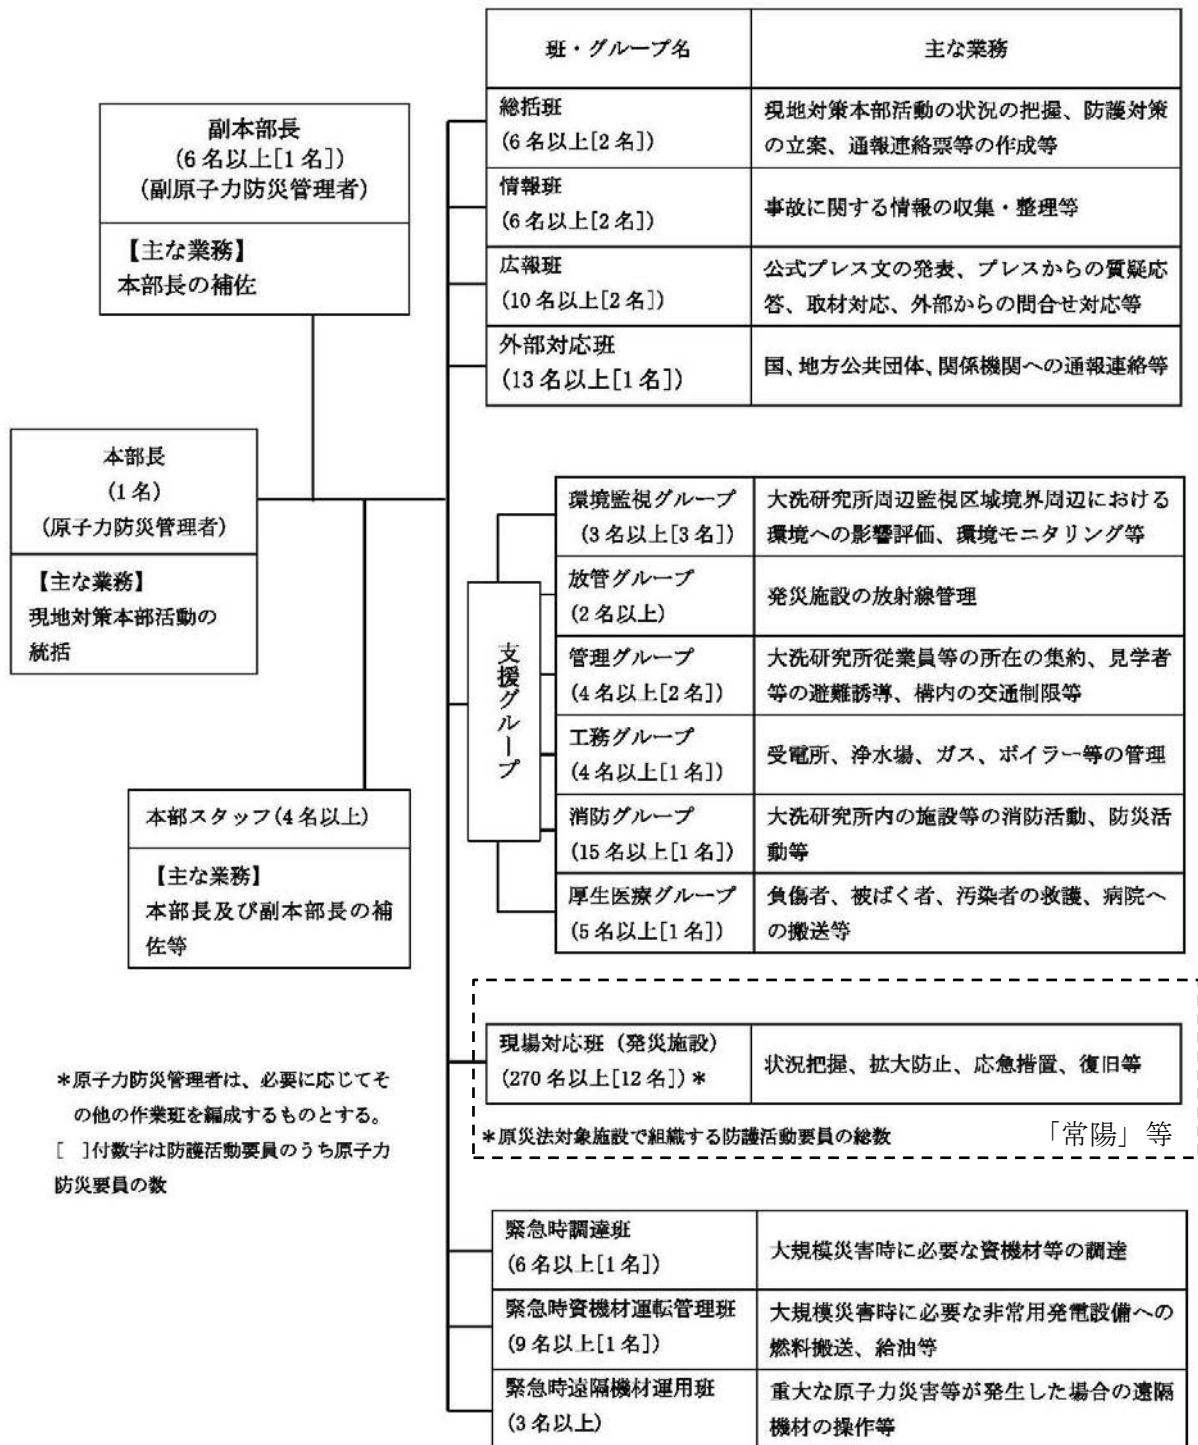 班・グループ名
主な業務
総括班
(6名以上[2名])
現地対策本部活動の状況の把握、防護対策
の立案、通報連絡票等の作成等
情報班
(6名以上[2名])
事故に関する情報の収集・整理等
広報班
(10名以上[2名])
公式プレス文の発表、プレスからの質疑応
答、取材対応、外部からの問合せ対応等
外部対応班
(13名以上[1名])
国、地方公共団体、関係機関への通報連絡等
副本部長
(6名以上[1名])
(副原子力防災管理者)
【主な業務】
本部長の補佐
本部長
(1名)
(原子力防災管理者)
【主な業務】
現地対策本部活動の
統括
本部スタッフ(4名以上)
【主な業務】
本部長及び副本部長の補
佐等
支援グループ
環境監視グループ
(3名以上[3名])
大洗研究所周辺監視区域境界周辺における
環境への影響評価、環境モニタリング等
放管グループ
(2名以上)
発災施設の放射線管理
管理グループ
(4名以上[2名])
大洗研究所従業員等の所在の集約、見学者
等の避難誘導、構内の交通制限等
工務グループ
(4名以上[1名])
受電所、浄水場、ガス、ボイラー等の管理
消防グループ
(15名以上[1名])
大洗研究所内の施設等の消防活動、防災活
動等
厚生医療グループ
(5名以上[1名])
負傷者、被ばく者、汚染者の救護、病院へ
の搬送等
現場対応班(発災施設)
(270名以上[12名])*
状況把握、拡大防止、応急措置、復旧等
*原災法対象施設で組織する防護活動要員の総数
「常陽」等
*原子力防災管理者は、必要に応じてそ
の他の作業班を編成するものとする。
[ ]付数字は防護活動要員のうち原子力
防災要員の数
緊急時調達班
(6名以上[1名])
大規模災害時に必要な資機材等の調達
緊急時資機材運転管理班
(9名以上[1名])
大規模災害時に必要な非常用発電設備への
燃料搬送、給油等
緊急時遠隔機材運用班
(3名以上)
重大な原子力災害等が発生した場合の遠隔
機材の操作等